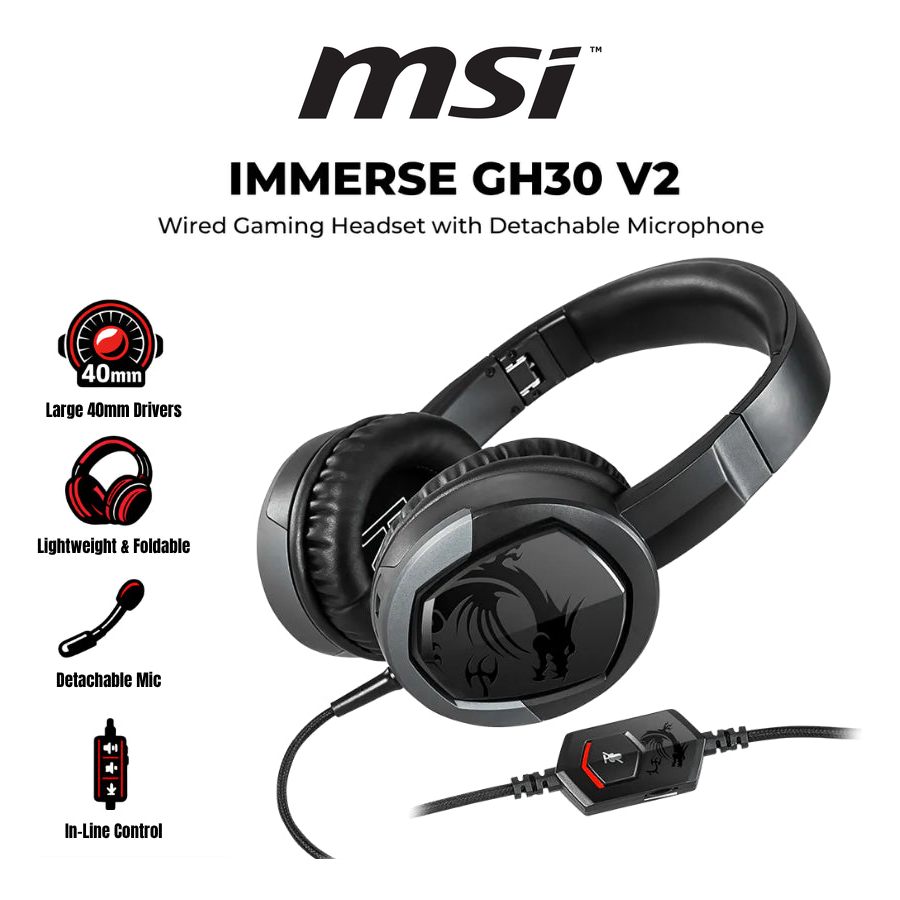 msi™
IMMERSE GH30 V2
Wired Gaming Headset with Detachable Microphone
40mm
Large 40mm Drivers
Lightweight & Foldable
Detachable Mic
In-Line Control